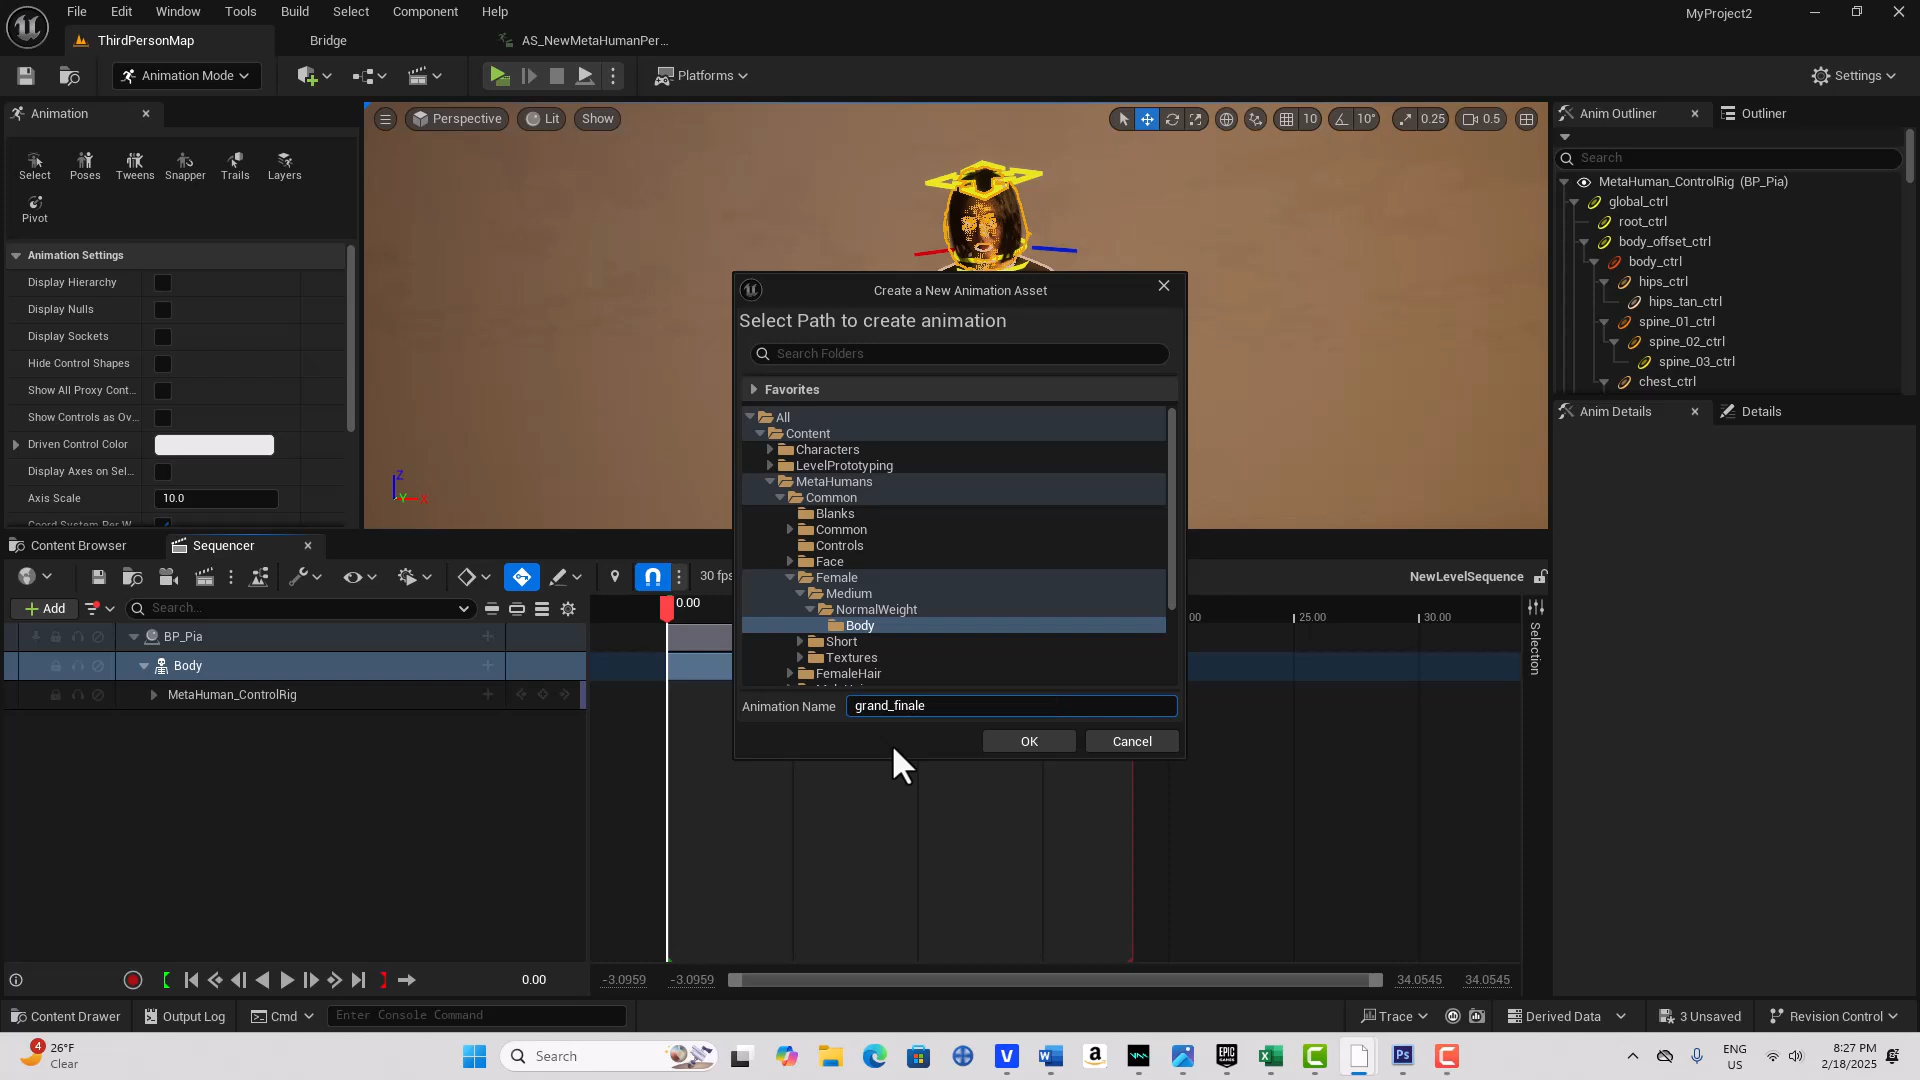 File Edit Window Tools Build Select Component Help
MyProject2
ThirdPersonMap
Bridge
AS_NewMetaHumanPer...
Animation Mode
Platforms
Settings
Animation
Select Poses Tweens Snapper Trails Layers
Pivot
Animation Settings
Display Hierarchy
Display Nulls
Display Sockets
Hide Control Shapes
Show All Proxy Cont...
Show Controls as Ov...
Driven Control Color
Display Axes on Sel...
Axis Scale 10.0
Perspective Lit Show
10 10° 0.25 0.5
Z
Y X
Anim Outliner
Outliner
Search
MetaHuman_ControlRig (BP_Pia)
global_ctrl
root_ctrl
body_offset_ctrl
body_ctrl
hips_ctrl
hips_tan_ctrl
spine_01_ctrl
spine_02_ctrl
spine_03_ctrl
chest_ctrl
Anim Details
Details
Create a New Animation Asset
Select Path to create animation
Search Folders
Favorites
All
Content
Characters
LevelPrototyping
MetaHumans
Common
Blanks
Common
Controls
Face
Female
Medium
NormalWeight
Body
Short
Textures
FemaleHair
Animation Name grand_finale
OK Cancel
Content Browser
Sequencer
30 fps
NewLevelSequence
Add
Search...
0.00
00 25.00 30.00
Selection
BP_Pia
Body
MetaHuman_ControlRig
0.00
-3.0959 -3.0959 34.0545 34.0545
Content Drawer Output Log Cmd Enter Console Command
Trace Derived Data 3 Unsaved Revision Control
4 26°F
Clear
Search
ENG
US
8:27 PM
2/18/2025